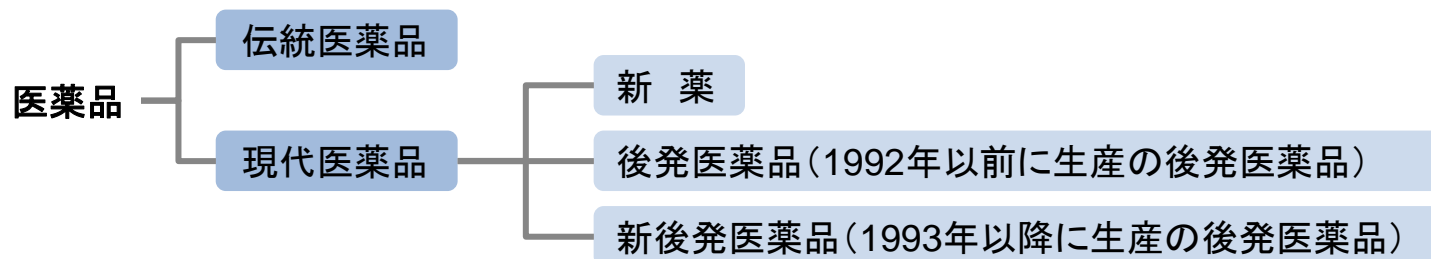 医薬品
伝統医薬品
現代医薬品
新　薬
後発医薬品（1992年以前に生産の後発医薬品）
新後発医薬品（1993年以降に生産の後発医薬品）